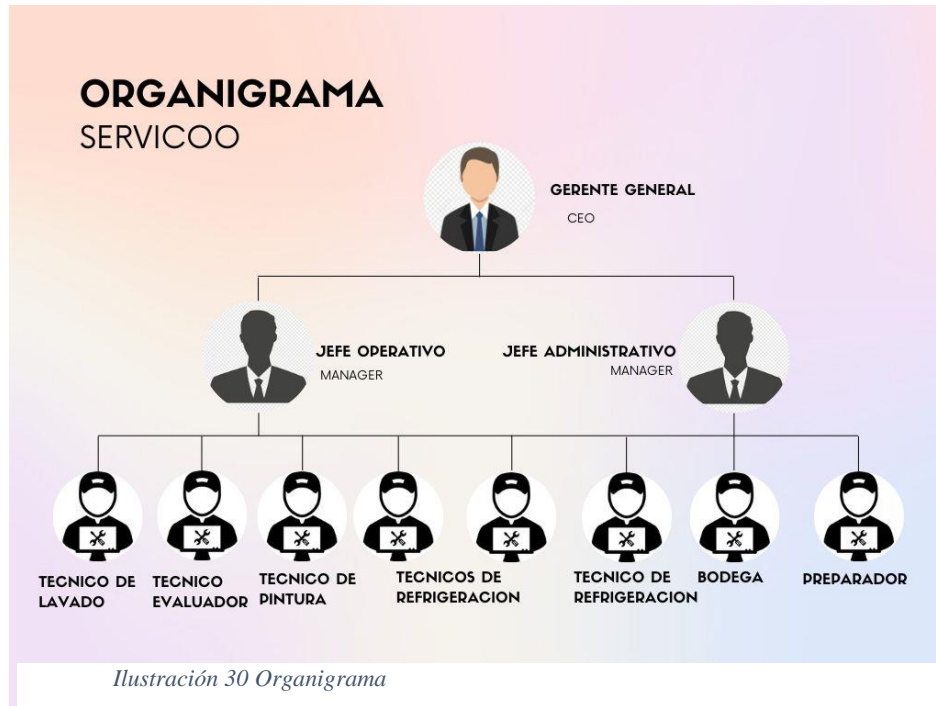 ORGANIGRAMA
SERVICOO
GERENTE GENERAL
CEO
JEFE OPERATIVO
MANAGER
JEFE ADMINISTRATIVO
MANAGER
TECNICO DE
LAVADO
TECNICO
EVALUADOR
TECNICO DE
PINTURA
TECNICOS DE
REFRIGERACION
TECNICO DE
REFRIGERACION
BODEGA
PREPARADOR
Ilustración 30 Organigrama